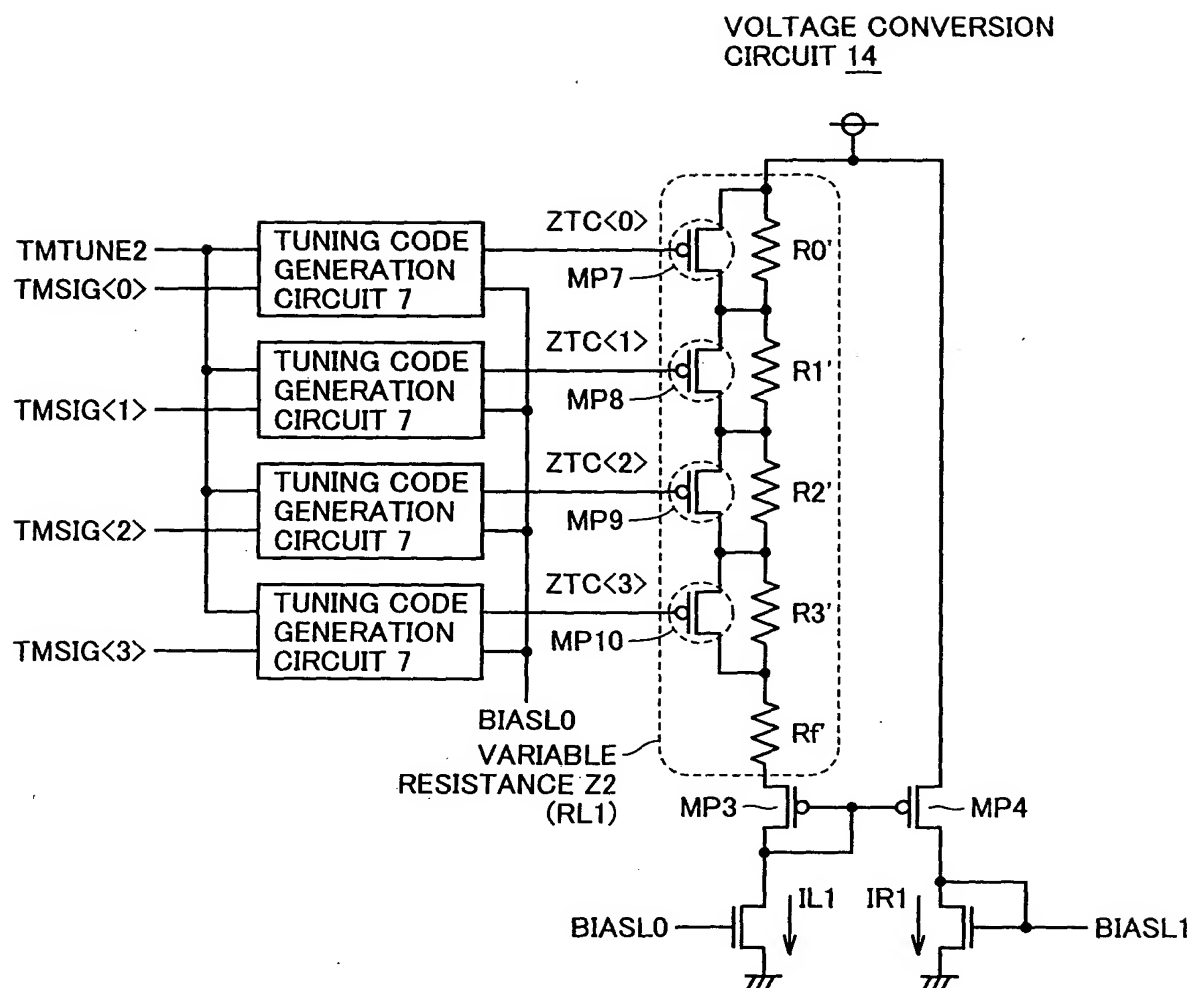 VOLTAGE CONVERSION
CIRCUIT 14
TMTUNE2
TMSIG<0>
TUNING CODE
GENERATION
CIRCUIT 7
ZTC<0>
MP7
R0'
TMSIG<1>
TUNING CODE
GENERATION
CIRCUIT 7
ZTC<1>
MP8
R1'
TMSIG<2>
TUNING CODE
GENERATION
CIRCUIT 7
ZTC<2>
MP9
R2'
TMSIG<3>
TUNING CODE
GENERATION
CIRCUIT 7
ZTC<3>
MP10
R3'
BIASL0
VARIABLE
RESISTANCE Z2
(RL1)
Rf'
MP3
MP4
BIASL0
IL1
IR1
BIASL1